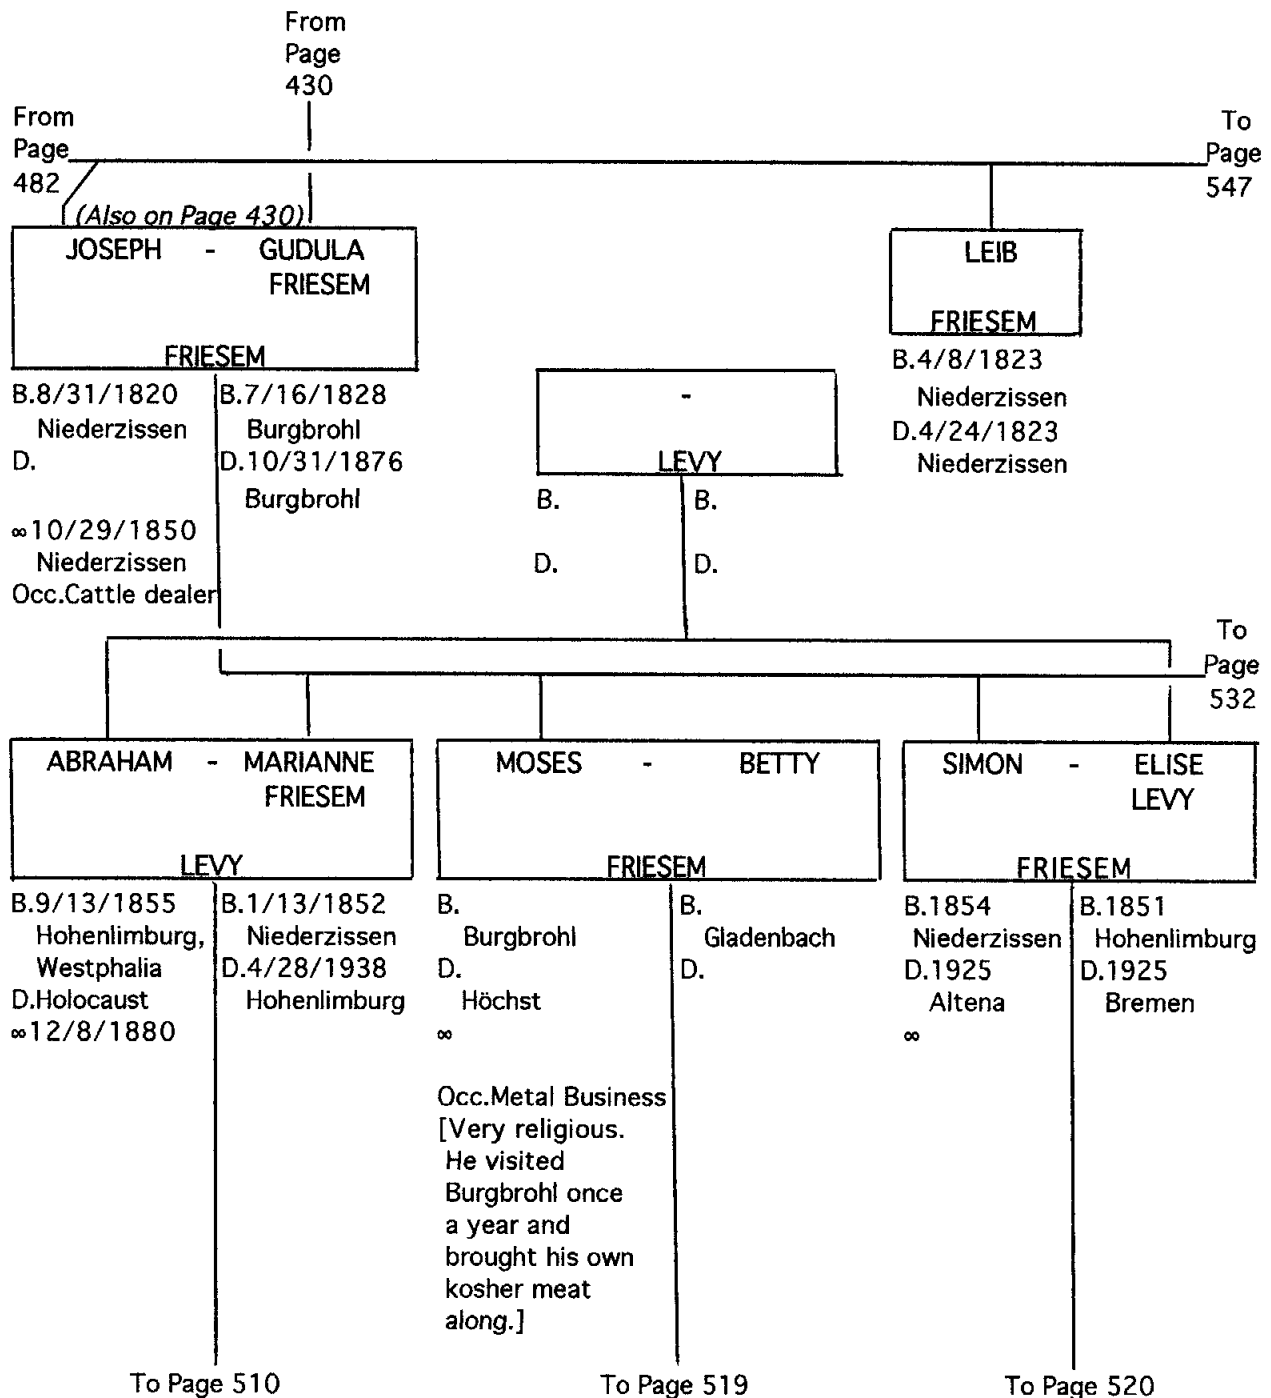 From
Page
430
From
Page
482
To
Page
547
(Also on Page 430)
JOSEPH - GUDULA
FRIESEM
FRIESEM
B.8/31/1820
Niederzissen
D.
∞10/29/1850
Niederzissen
Occ.Cattle dealer
B.7/16/1828
Burgbrohl
D.10/31/1876
Burgbrohl
-
LEVY
B.
D.
B.
D.
LEIB
FRIESEM
B.4/8/1823
Niederzissen
D.4/24/1823
Niederzissen
To
Page
532
ABRAHAM - MARIANNE
FRIESEM
LEVY
B.9/13/1855
Hohenlimburg,
Westphalia
D.Holocaust
∞12/8/1880
B.1/13/1852
Niederzissen
D.4/28/1938
Hohenlimburg
To Page 510
MOSES - BETTY
FRIESEM
B.
Burgbrohl
D.
Höchst
∞
Occ.Metal Business
[Very religious.
He visited
Burgbrohl once
a year and
brought his own
kosher meat
along.]
B.
Gladenbach
D.
To Page 519
SIMON - ELISE
LEVY
FRIESEM
B.1854
Niederzissen
D.1925
Altena
∞
B.1851
Hohenlimburg
D.1925
Bremen
To Page 520